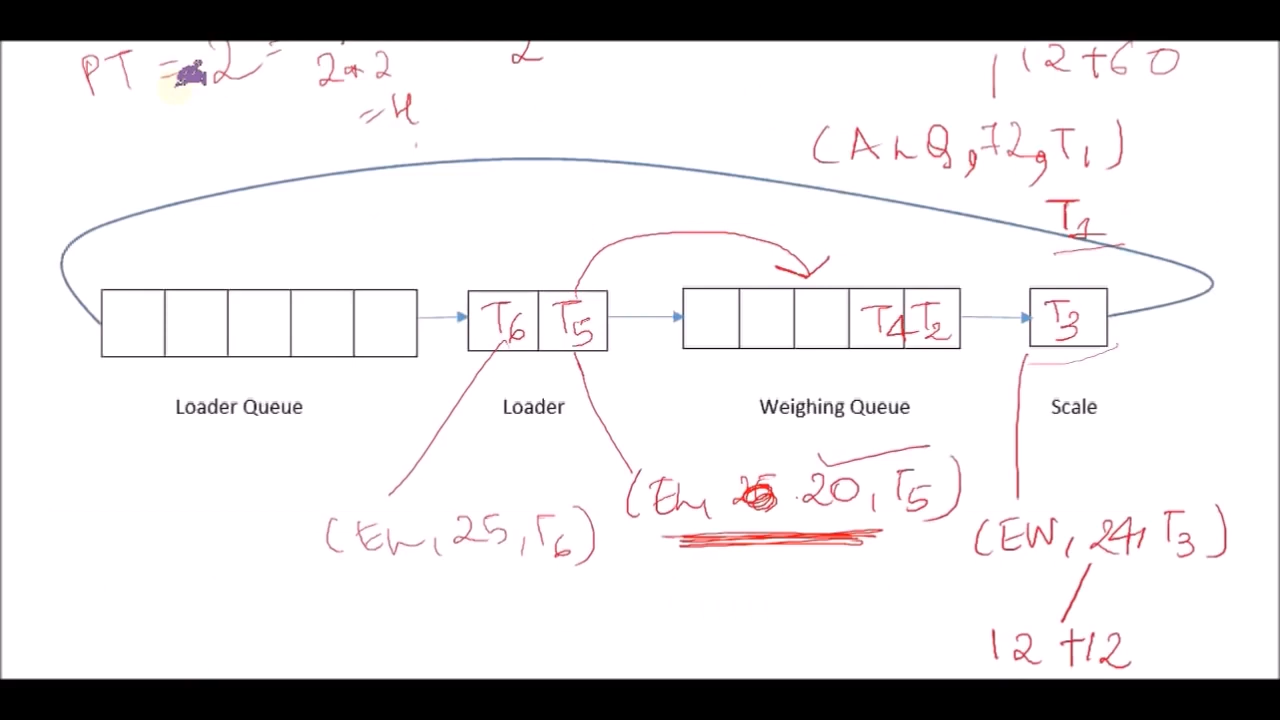 PT = 2 = 2*2 2
= 4
12+60
(ALQ, 72, T1)
T1
T6 T5 T4 T2 T3
Loader Queue Loader Weighing Queue Scale
(EL, 20, T5)
(EL, 25, T6) (EW, 24, T3)
12 +12